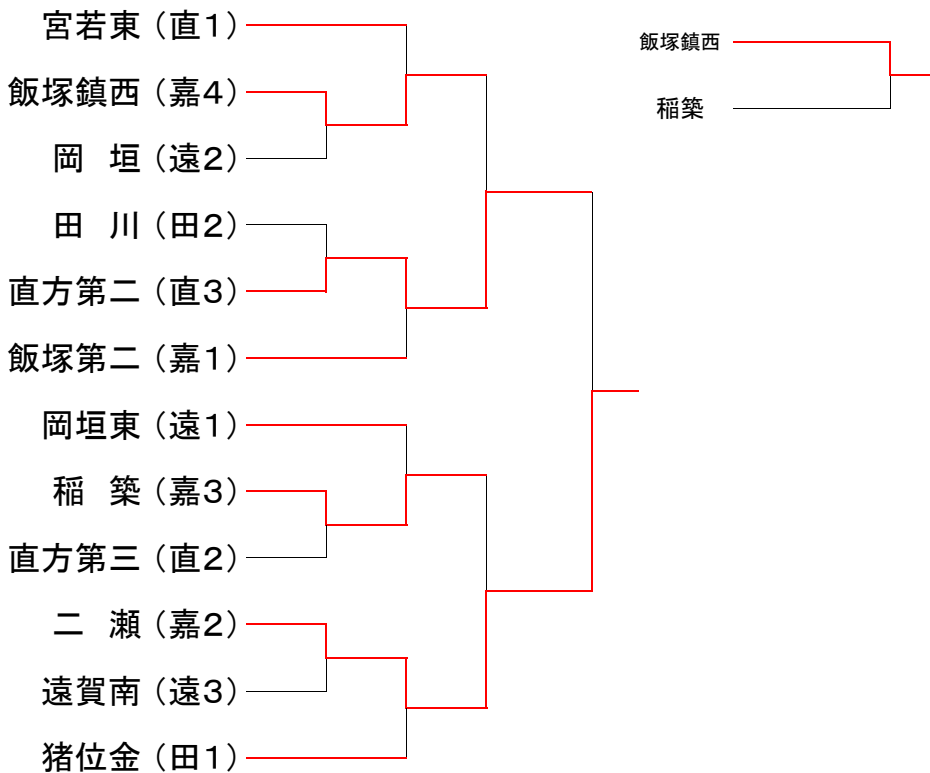 宮若東（直１）
飯塚鎮西（嘉４）
岡　垣（遠２）
田　川（田２）
直方第二（直３）
飯塚第二（嘉１）
岡垣東（遠１）
稲　築（嘉３）
直方第三（直２）
二　瀬（嘉２）
遠賀南（遠３）
猪位金（田１）
飯塚鎮西
稲築